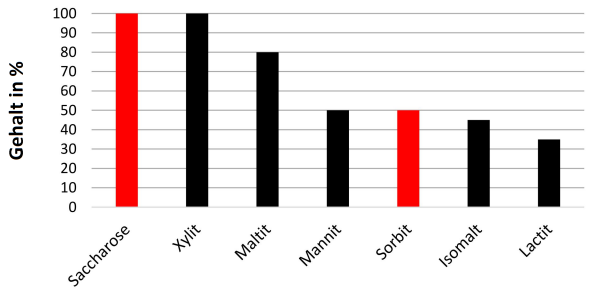 Gehalt in %
100
90
80
70
60
50
40
30
20
10
0
Saccharose
Xylit
Maltit
Mannit
Sorbit
Isomalt
Lactit